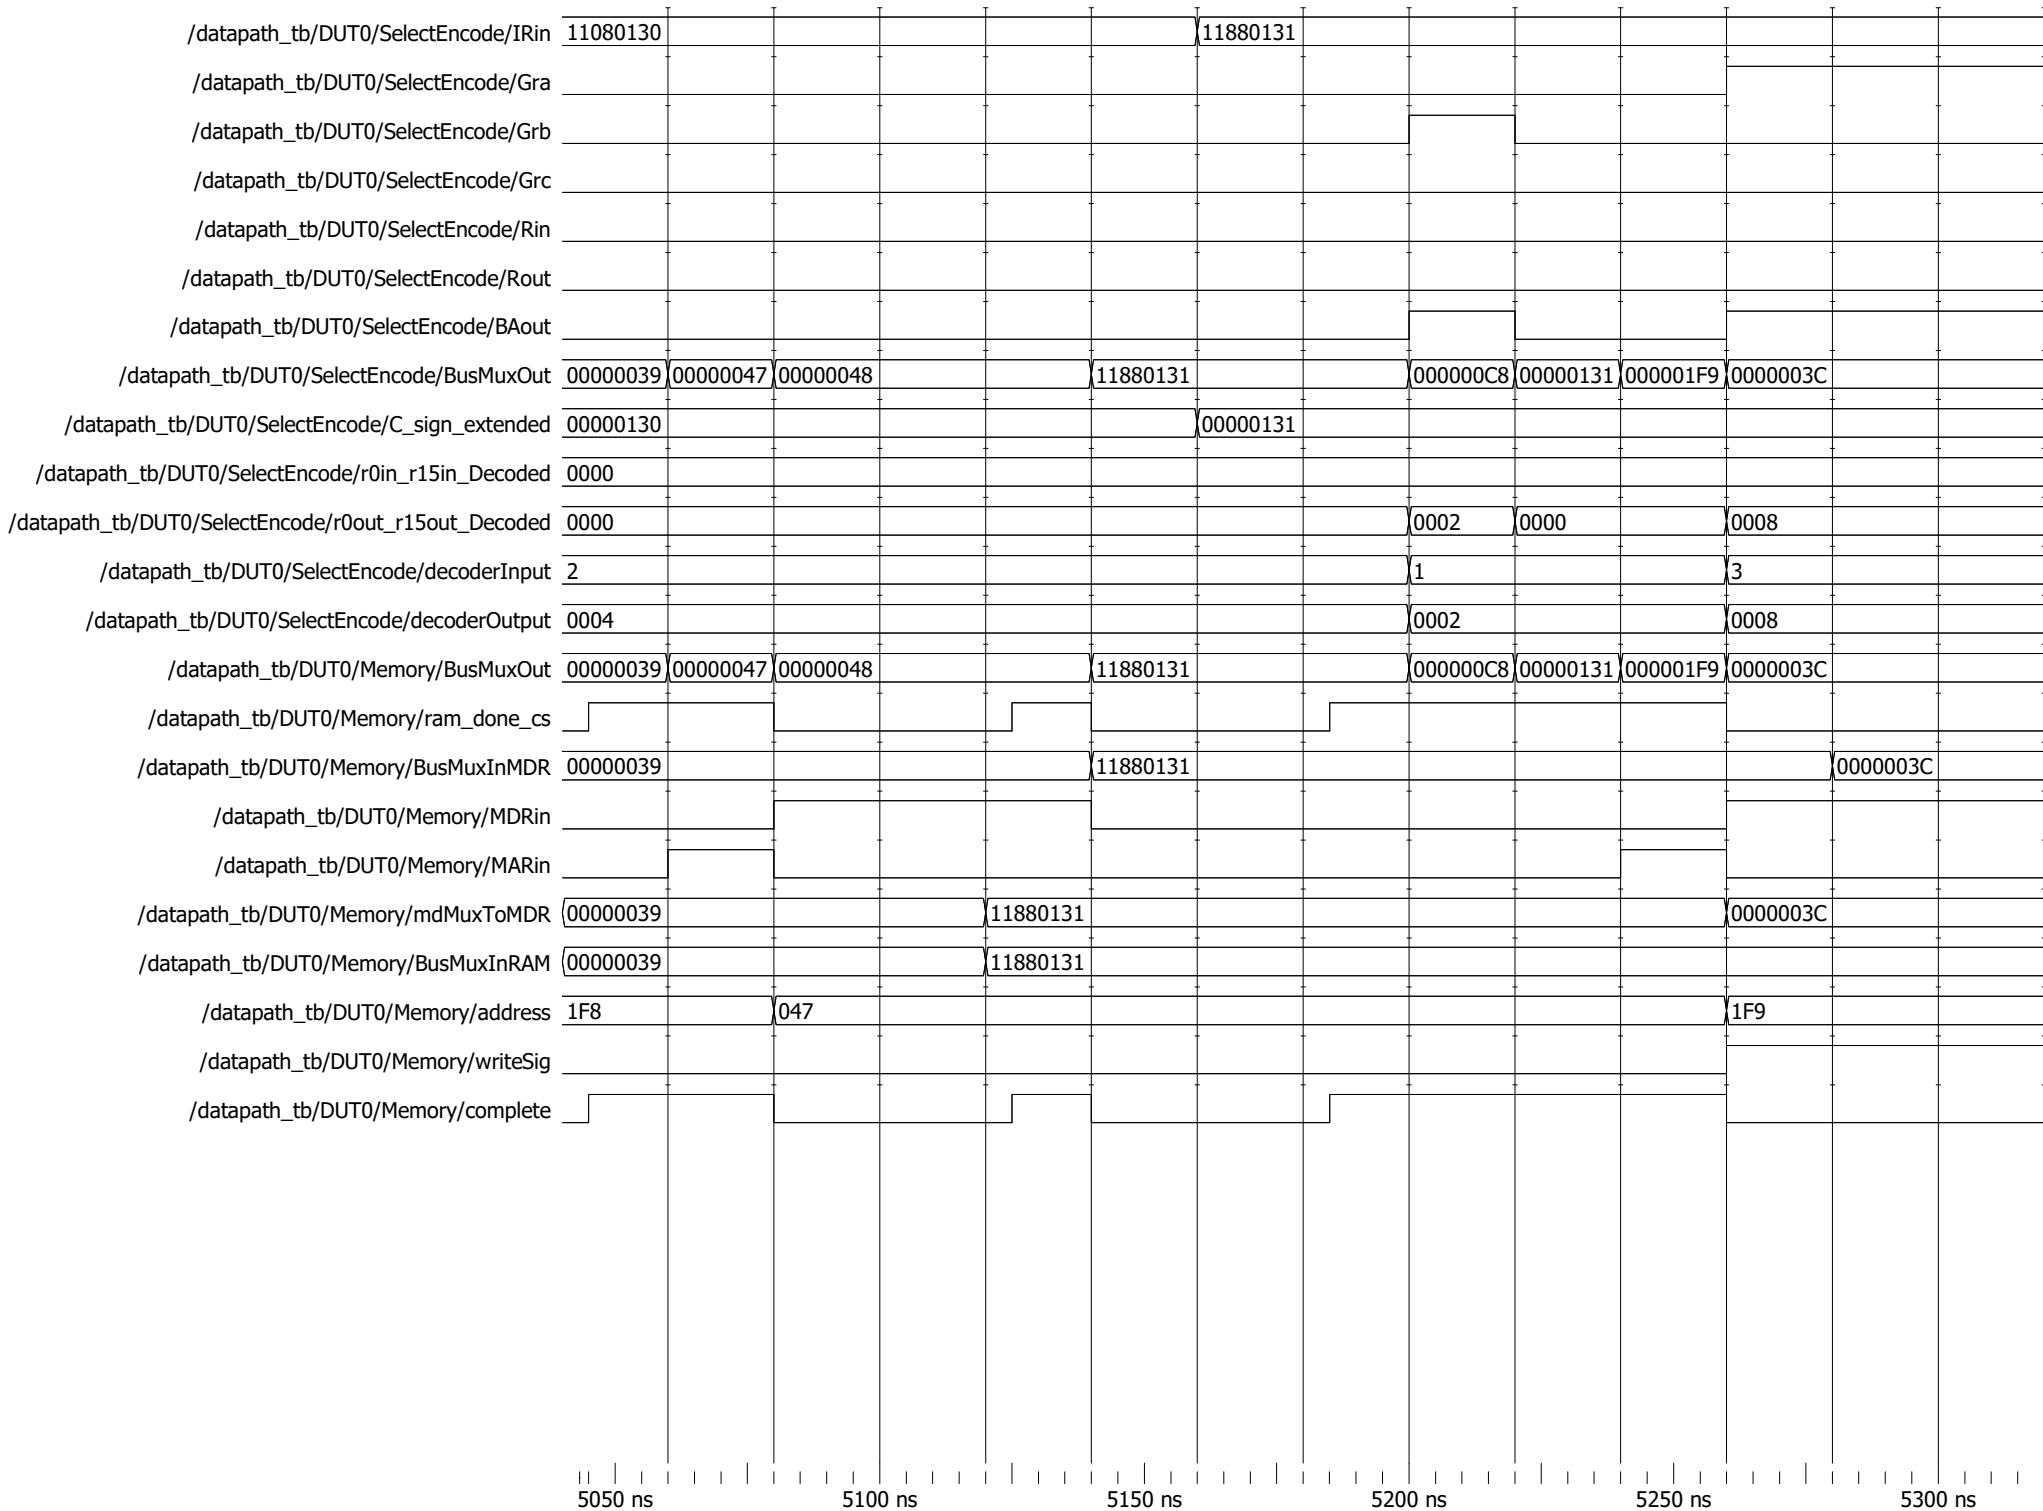 /datapath_tb/DUT0/SelectEncode/IRin 11080130 11880131
/datapath_tb/DUT0/SelectEncode/Gra
/datapath_tb/DUT0/SelectEncode/Grb
/datapath_tb/DUT0/SelectEncode/Grc
/datapath_tb/DUT0/SelectEncode/Rin
/datapath_tb/DUT0/SelectEncode/Rout
/datapath_tb/DUT0/SelectEncode/BAout
/datapath_tb/DUT0/SelectEncode/BusMuxOut 00000039 00000047 00000048 11880131 000000C8 00000131 000001F9 0000003C
/datapath_tb/DUT0/SelectEncode/C_sign_extended 00000130 00000131
/datapath_tb/DUT0/SelectEncode/r0in_r15in_Decoded 0000
/datapath_tb/DUT0/SelectEncode/r0out_r15out_Decoded 0000 0002 0000 0008
/datapath_tb/DUT0/SelectEncode/decoderInput 2 1 3
/datapath_tb/DUT0/SelectEncode/decoderOutput 0004 0002 0008
/datapath_tb/DUT0/Memory/BusMuxOut 00000039 00000047 00000048 11880131 000000C8 00000131 000001F9 0000003C
/datapath_tb/DUT0/Memory/ram_done_cs
/datapath_tb/DUT0/Memory/BusMuxInMDR 00000039 11880131 0000003C
/datapath_tb/DUT0/Memory/MDRin
/datapath_tb/DUT0/Memory/MARin
/datapath_tb/DUT0/Memory/mdMuxToMDR 00000039 11880131 0000003C
/datapath_tb/DUT0/Memory/BusMuxInRAM 00000039 11880131
/datapath_tb/DUT0/Memory/address 1F8 047 1F9
/datapath_tb/DUT0/Memory/writeSig
/datapath_tb/DUT0/Memory/complete
5050 ns 5100 ns 5150 ns 5200 ns 5250 ns 5300 ns